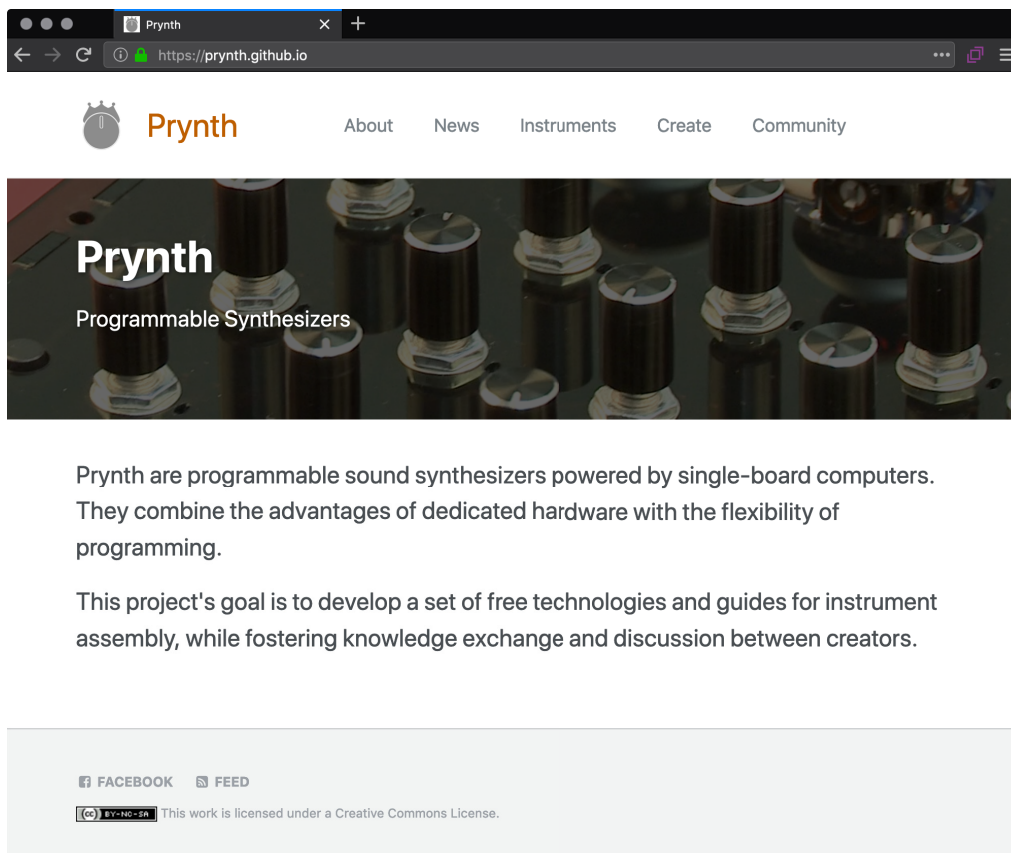 Prynth
https://prynth.github.io
Prynth
About News Instruments Create Community
Prynth
Programmable Synthesizers
Prynth are programmable sound synthesizers powered by single-board computers.
They combine the advantages of dedicated hardware with the flexibility of
programming.
This project's goal is to develop a set of free technologies and guides for instrument
assembly, while fostering knowledge exchange and discussion between creators.
FACEBOOK FEED
(cc) BY-NC-SA This work is licensed under a Creative Commons License.